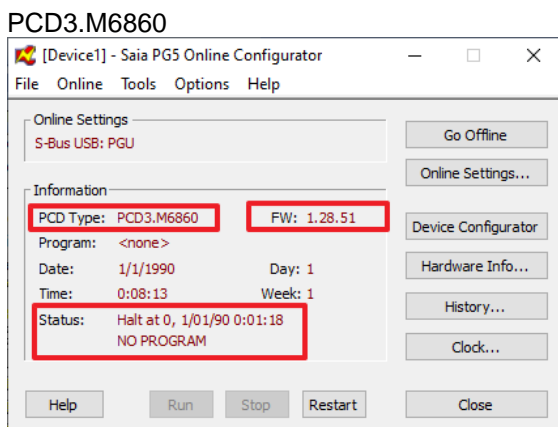 PCD3.M6860
[Device1] - Saia PG5 Online Configurator
File Online Tools Options Help
Online Settings
S-Bus USB: PGU
Go Offline
Online Settings...
Information
PCD Type: PCD3.M6860 FW: 1.28.51
Device Configurator
Program: <none>
Date: 1/1/1990 Day: 1
Hardware Info...
Time: 0:08:13 Week: 1
History...
Status: Halt at 0, 1/01/90 0:01:18
NO PROGRAM
Clock...
Help Run Stop Restart Close